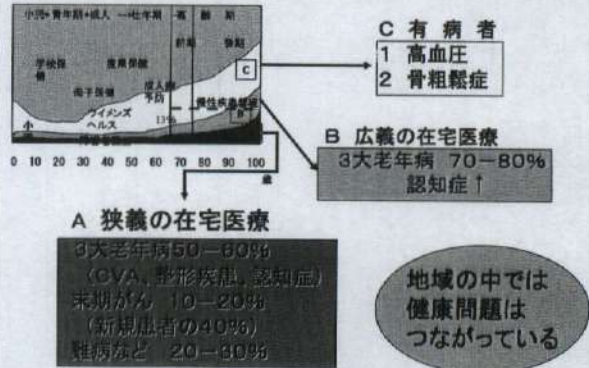 小児・青年期・成人 →壮年期→高 齢 期
前期 後期
学校保健
産業保健
母子保健
成人病予防
ウイメンズヘルス
慢性疾患管理
13%
小
C
B
0 10 20 30 40 50 60 70 80 90 100
歳
C 有 病 者
1 高血圧
2 骨粗鬆症
B 広義の在宅医療
3大老年病 70-80%
認知症↑
A 狭義の在宅医療
3大老年病50-60%
(CVA、整形疾患、認知症)
末期がん 10-20%
(新規患者の40%)
難病など 20-30%
地域の中では
健康問題は
つながっている